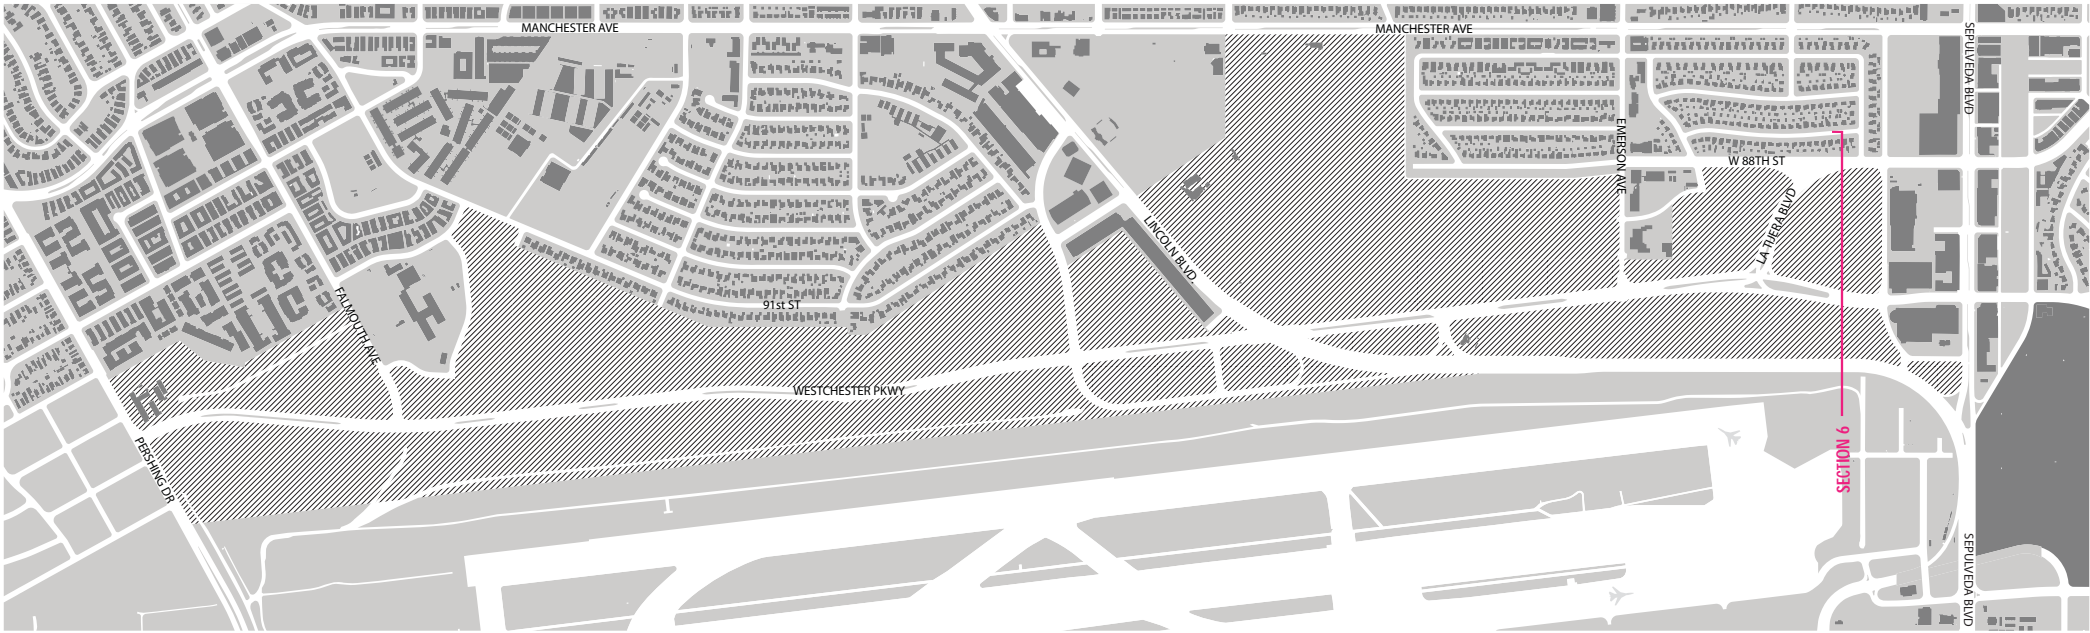 MANCHESTER AVE
MANCHESTER AVE
SEPULVEDA BLVD
EMERSON AVE
W 88TH ST
LA TIJERA BLVD
LINCOLN BLVD.
91st ST
FALMOUTH AVE
WESTCHESTER PKWY
PERSHING DR
SECTION 6
SEPULVEDA BLVD